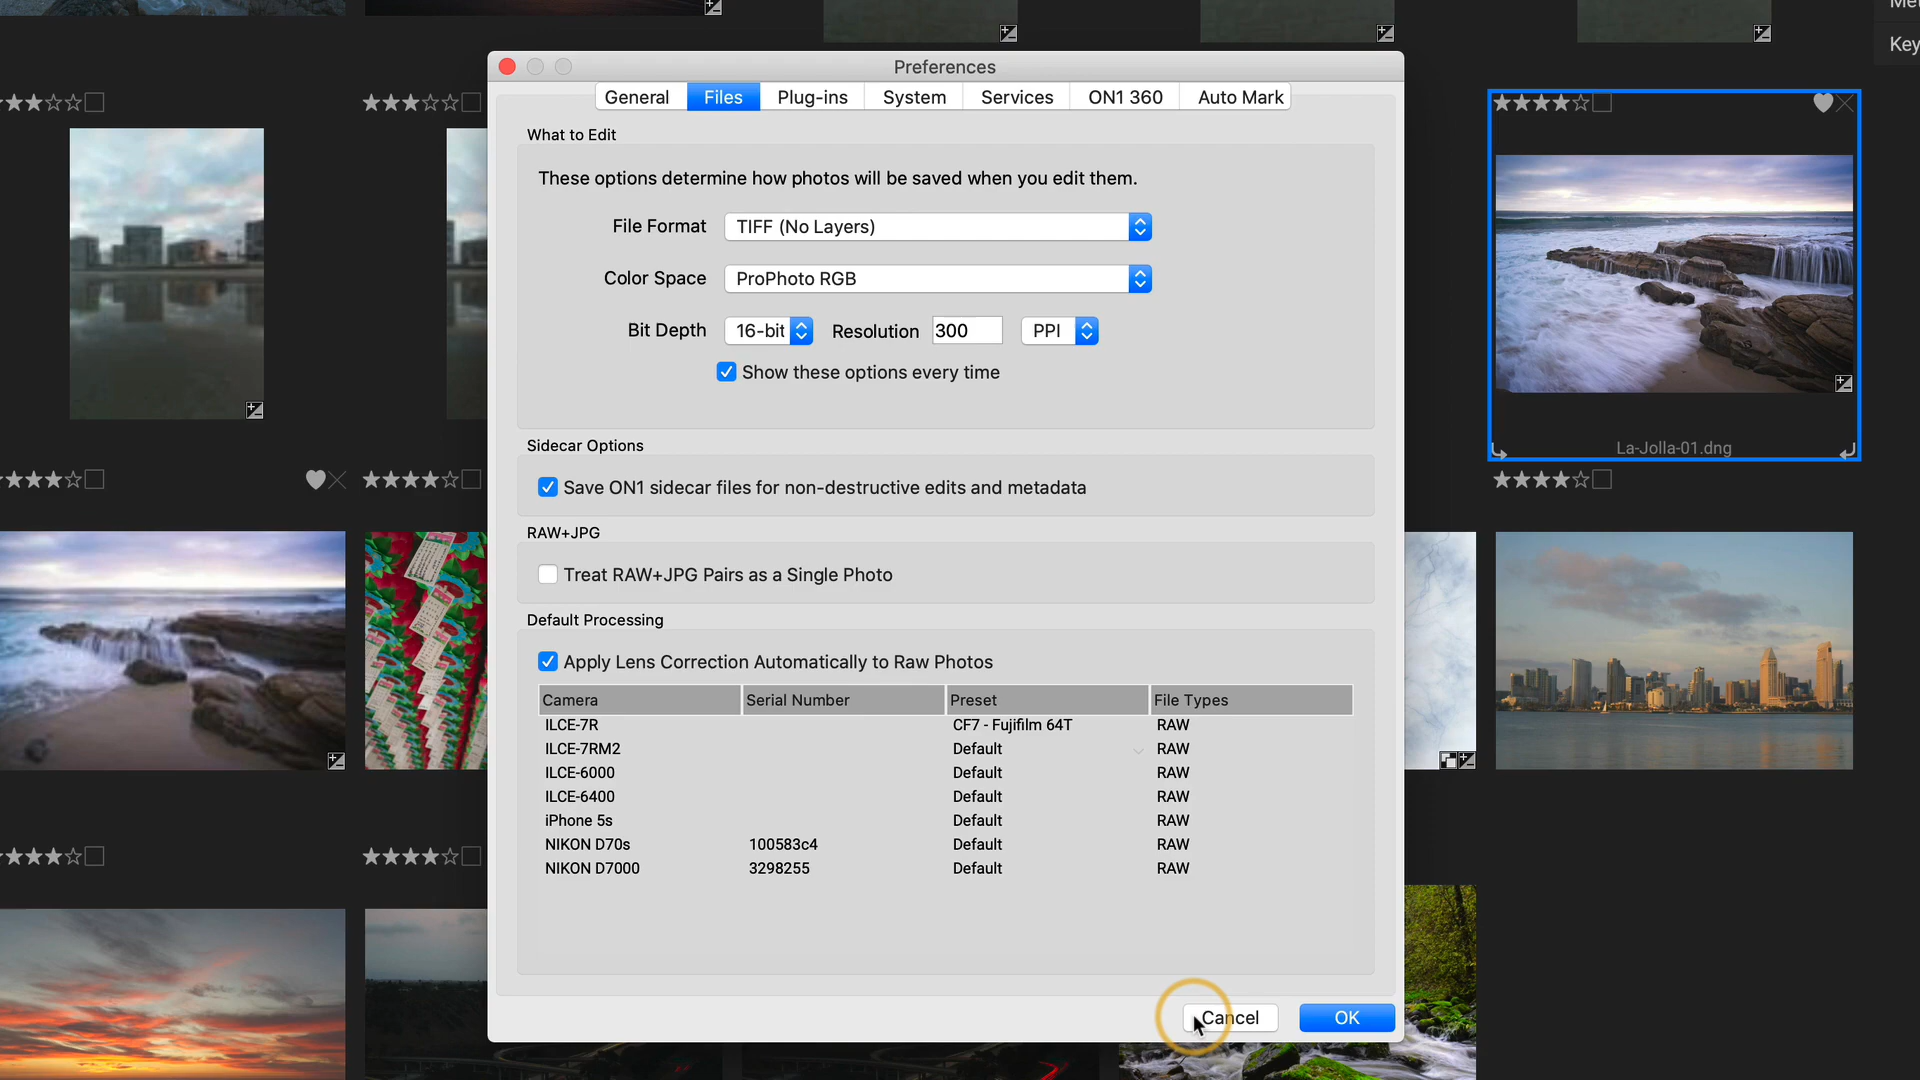 Key
Preferences
General Files Plug-ins System Services ON1 360 Auto Mark
What to Edit
These options determine how photos will be saved when you edit them.
File Format TIFF (No Layers)
Color Space ProPhoto RGB
Bit Depth 16-bit Resolution 300 PPI
Show these options every time
Sidecar Options
Save ON1 sidecar files for non-destructive edits and metadata
RAW+JPG
Treat RAW+JPG Pairs as a Single Photo
Default Processing
Apply Lens Correction Automatically to Raw Photos
Camera Serial Number Preset File Types
ILCE-7R CF7 - Fujifilm 64T RAW
ILCE-7RM2 Default RAW
ILCE-6000 Default RAW
ILCE-6400 Default RAW
iPhone 5s Default RAW
NIKON D70s 100583c4 Default RAW
NIKON D7000 3298255 Default RAW
Cancel OK
La-Jolla-01.dng